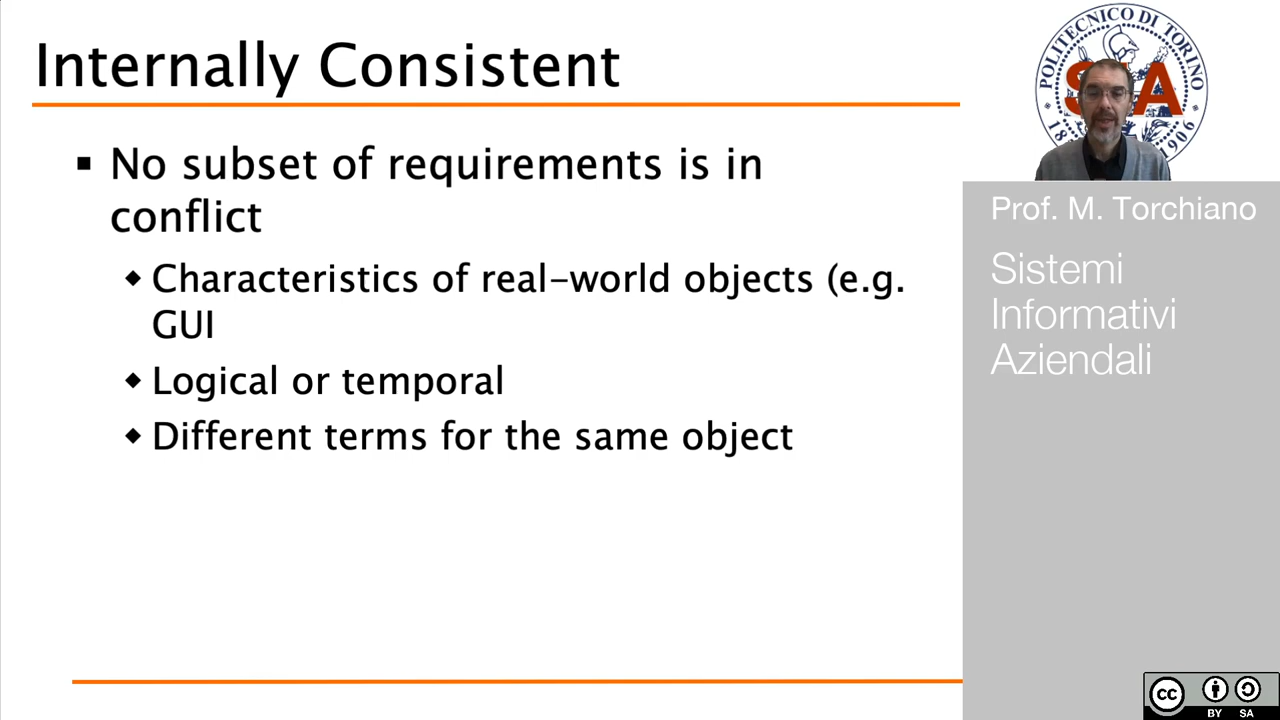 Internally Consistent
▪ No subset of requirements is in
conflict
◆ Characteristics of real-world objects (e.g.
GUI
◆ Logical or temporal
◆ Different terms for the same object
POLITECNICO DI TORINO
1906
Prof. M. Torchiano
Sistemi
Informativi
Aziendali
cc
BY SA